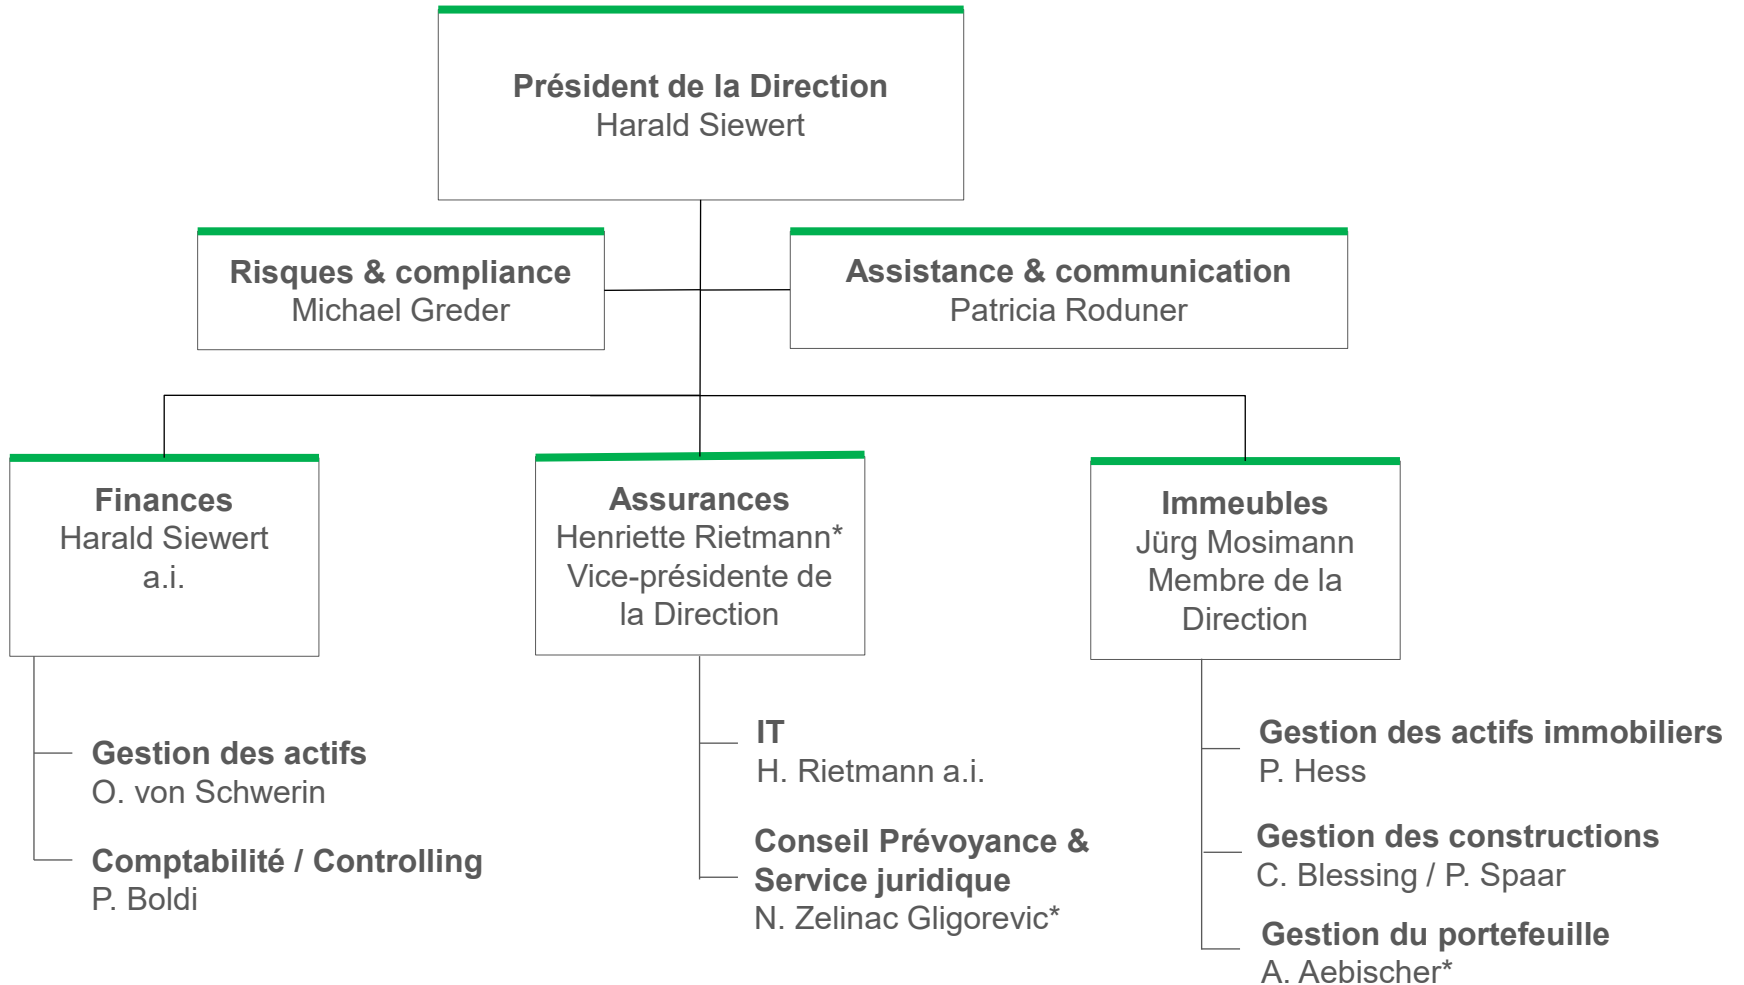 Président de la Direction
Harald Siewert
Risques & compliance
Michael Greder
Assistance & communication
Patricia Roduner
Finances
Harald Siewert
a.i.
Assurances
Henriette Rietmann*
Vice-présidente de
la Direction
Immeubles
Jürg Mosimann
Membre de la
Direction
Gestion des actifs
O. von Schwerin
Comptabilité / Controlling
P. Boldi
IT
H. Rietmann a.i.
Conseil Prévoyance &
Service juridique
N. Zelinac Gligorevic*
Gestion des actifs immobiliers
P. Hess
Gestion des constructions
C. Blessing / P. Spaar
Gestion du portefeuille
A. Aebischer*